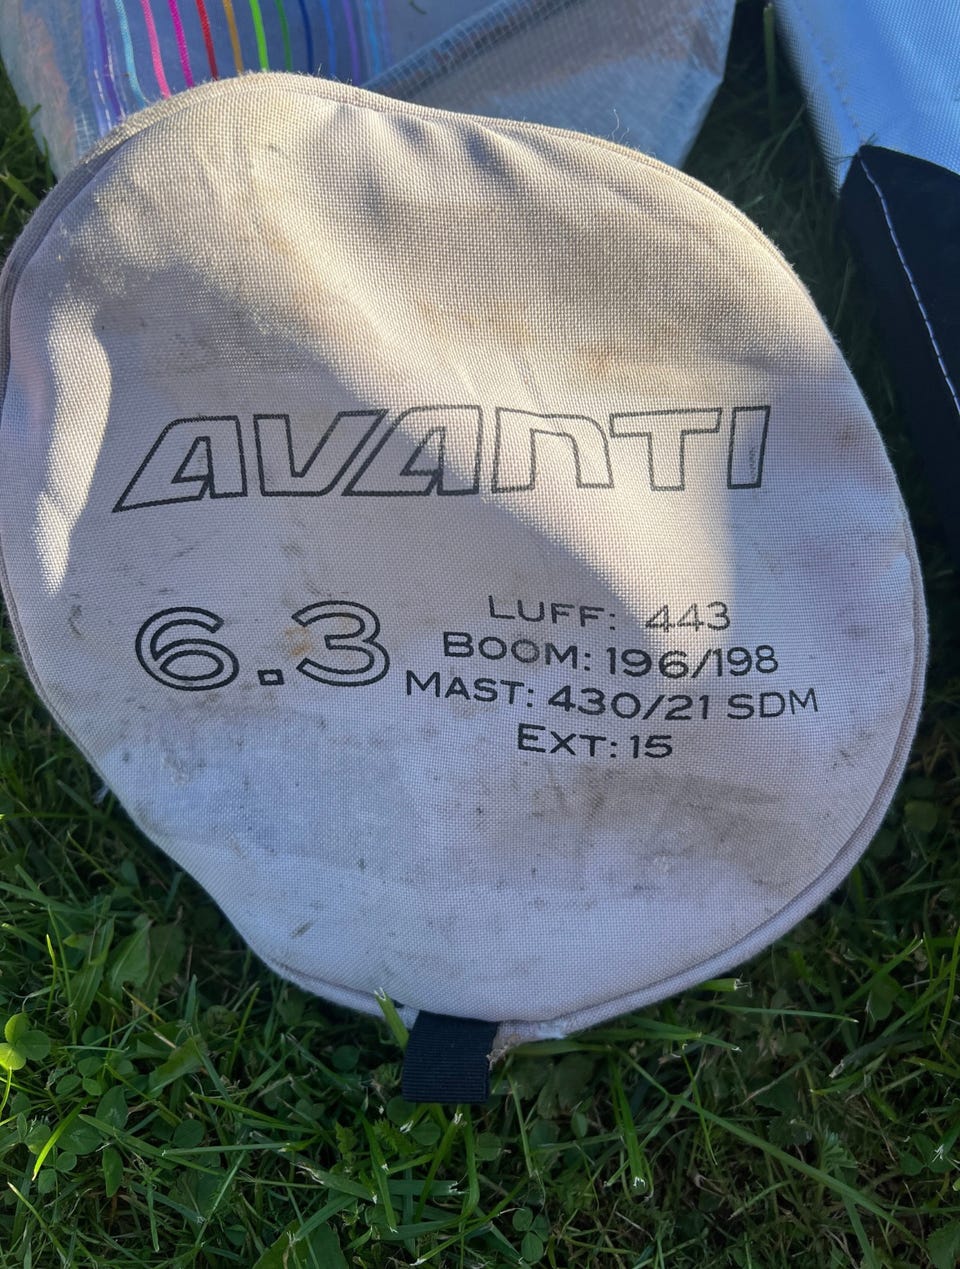 AVANTI
6.3
LUFF: 443
BOOM: 196/198
MAST: 430/21 SDM
EXT: 15